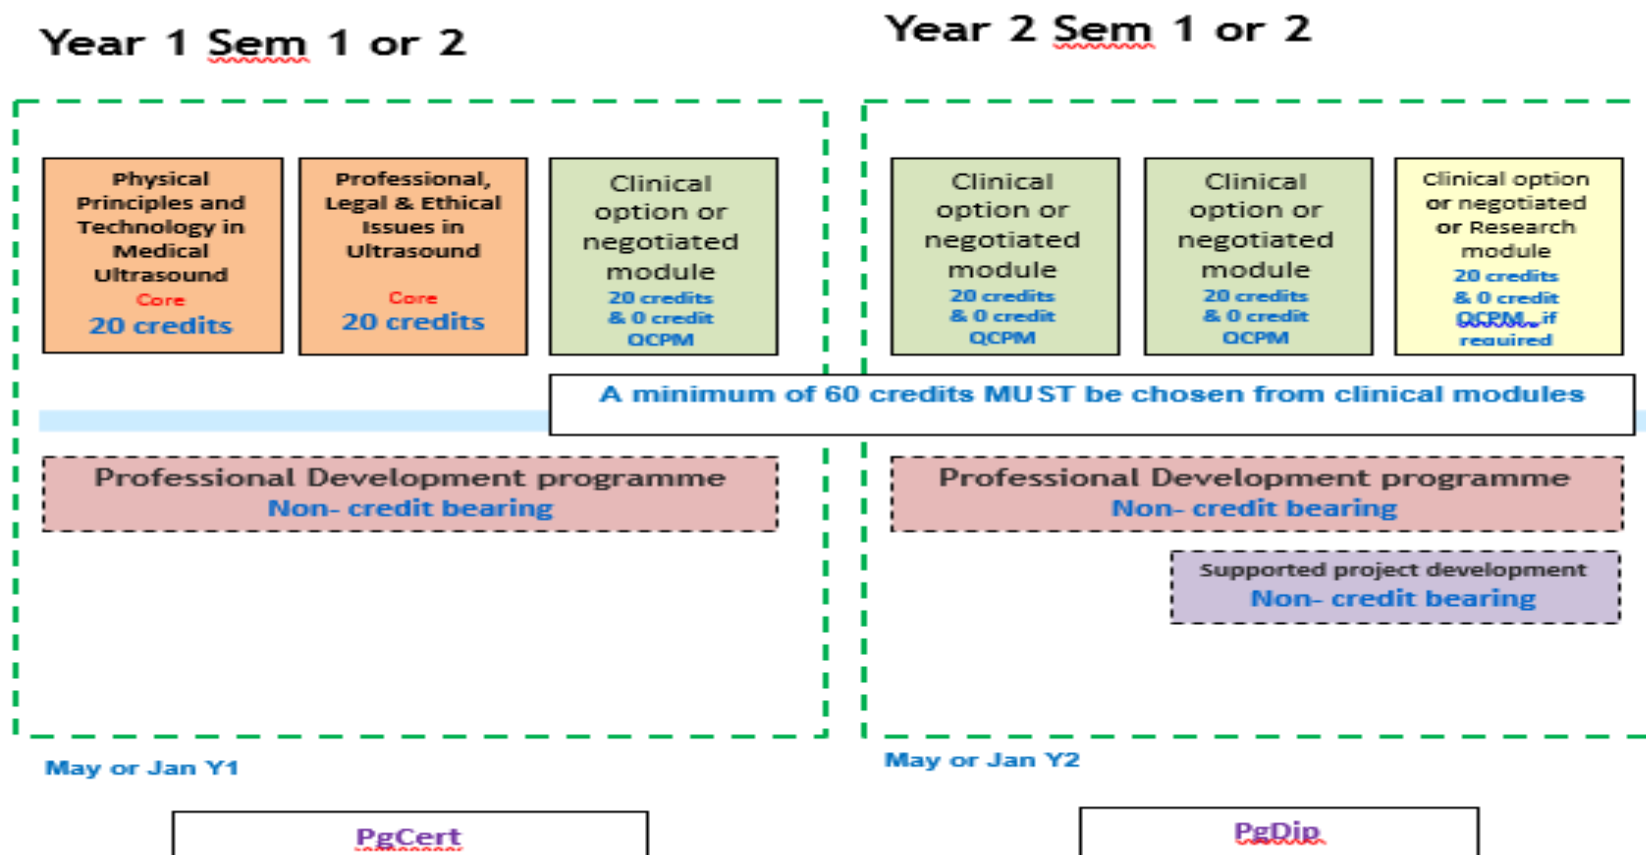 Year 1 Sem 1 or 2
Physical
Principles and
Technology in
Medical
Ultrasound
Core
20 credits
Professional,
Legal & Ethical
Issues in
Ultrasound
Core
20 credits
Clinical
option or
negotiated
module
20 credits
& 0 credit
QCPM
Year 2 Sem 1 or 2
Clinical
option or
negotiated
module
20 credits
& 0 credit
QCPM
Clinical
option or
negotiated
module
20 credits
& 0 credit
QCPM
Clinical option
or negotiated
or Research
module
20 credits
& 0 credit
QCPM if
required
A minimum of 60 credits MUST be chosen from clinical modules
Professional Development programme
Non- credit bearing
Professional Development programme
Non- credit bearing
Supported project development
Non- credit bearing
May or Jan Y1
May or Jan Y2
PgCert
PgDip